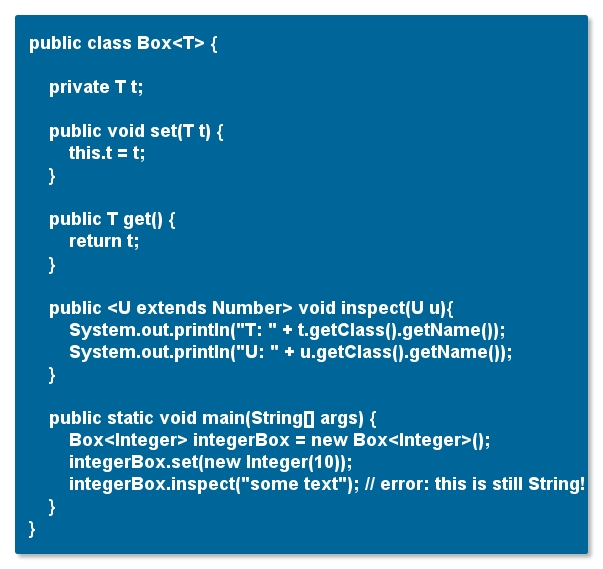 public class Box<T> {
private T t;
public void set(T t) {
this.t = t;
}
public T get() {
return t;
}
public <U extends Number> void inspect(U u){
System.out.println("T: " + t.getClass().getName());
System.out.println("U: " + u.getClass().getName());
}
public static void main(String[] args) {
Box<Integer> integerBox = new Box<Integer>();
integerBox.set(new Integer(10));
integerBox.inspect("some text"); // error: this is still String!
}
}